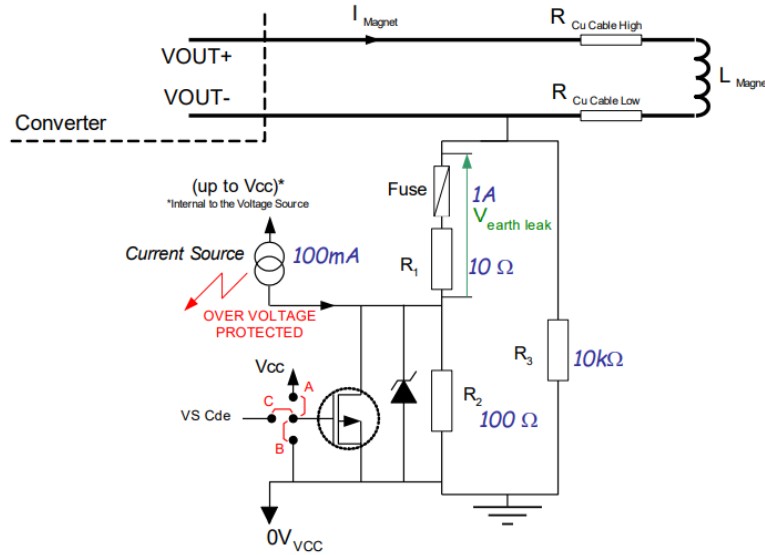 I Magnet
R Cu Cable High
VOUT+
L Magne
VOUT-
R Cu Cable Low
Converter
(up to Vcc)*
*Internal to the Voltage Source
Fuse
1A
V earth leak
Current Source
100mA
R1
10 Ω
OVER VOLTAGE
PROTECTED
R3
10kΩ
Vcc
A
C
VS Cde
B
R2
100 Ω
0V VCC